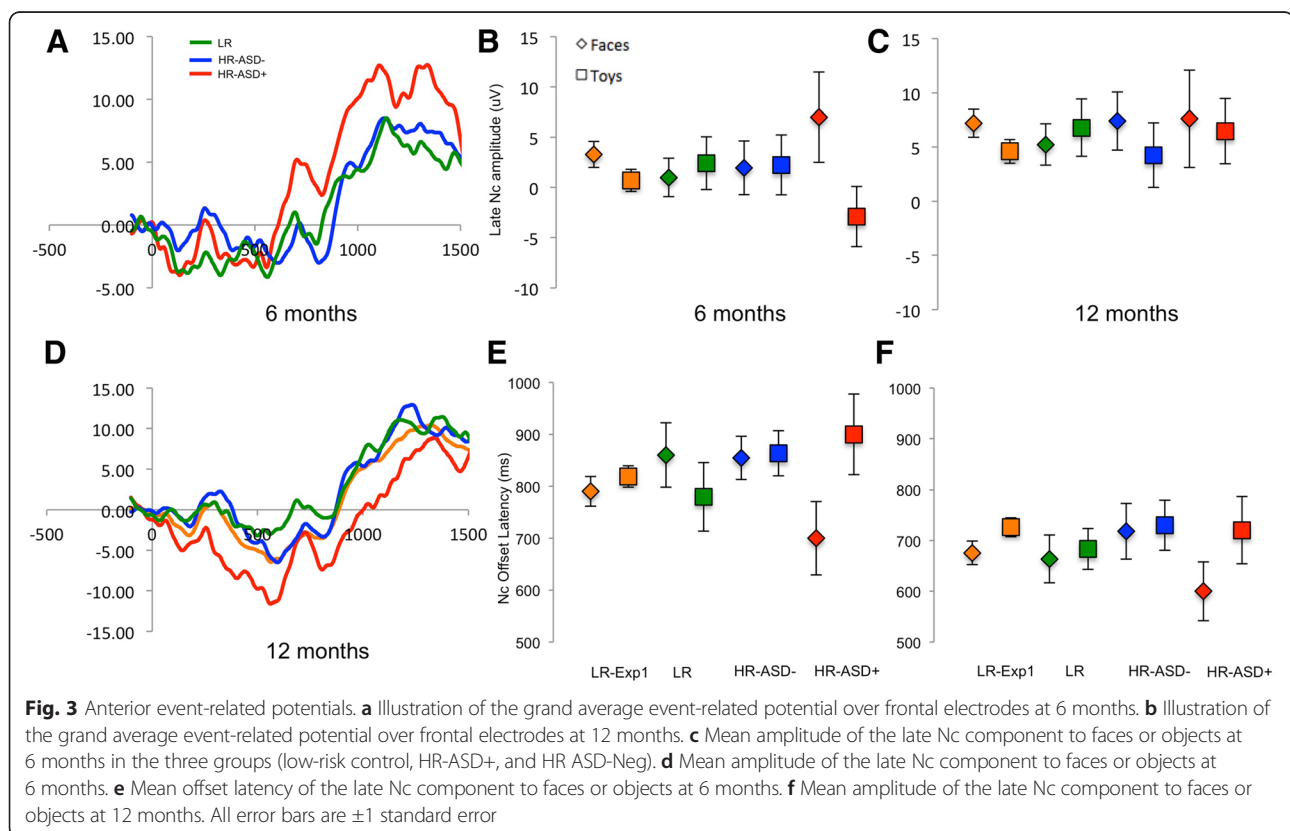 A
15.00
10.00
5.00
0.00
-5.00
-500
0
500
1000
1500
LR
HR-ASD-
HR-ASD+
6 months
B
Late Nc amplitude (uV)
15
10
5
0
-5
-10
Faces
Toys
6 months
C
15
10
5
0
-5
-10
12 months
D
15.00
10.00
5.00
0.00
-5.00
-10.00
-15.00
-500
0
500
1000
1500
12 months
E
Nc Offset Latency (ms)
1000
900
800
700
600
500
LR-Exp1 LR HR-ASD- HR-ASD+
F
1000
900
800
700
600
500
LR-Exp1 LR HR-ASD- HR-ASD+
Fig. 3 Anterior event-related potentials. a Illustration of the grand average event-related potential over frontal electrodes at 6 months. b Illustration of
the grand average event-related potential over frontal electrodes at 12 months. c Mean amplitude of the late Nc component to faces or objects at
6 months in the three groups (low-risk control, HR-ASD+, and HR ASD-Neg). d Mean amplitude of the late Nc component to faces or objects at
6 months. e Mean offset latency of the late Nc component to faces or objects at 6 months. f Mean amplitude of the late Nc component to faces or
objects at 12 months. All error bars are ±1 standard error